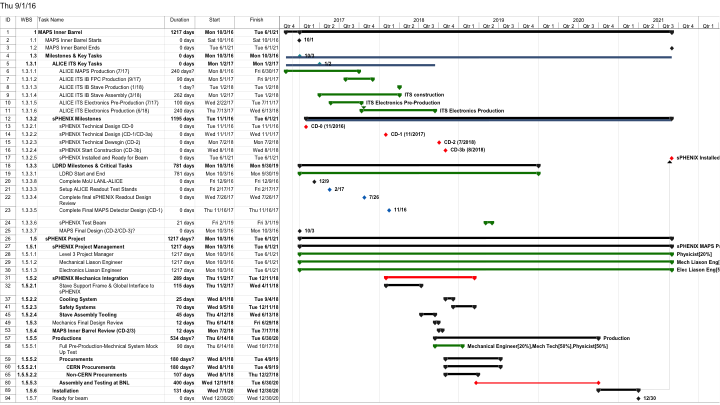 Thu 9/1/16
ID WBS Task Name Duration Start Finish 2017 2018 2019 2020 2021
Qtr 4 Qtr 1 Qtr 2 Qtr 3 Qtr 4 Qtr 1 Qtr 2 Qtr 3 Qtr 4 Qtr 1 Qtr 2 Qtr 3 Qtr 4 Qtr 1 Qtr 2 Qtr 3 Qtr 4 Qtr 1 Qtr 2 Qtr 3
1 1 MAPS Inner Barrel 1217 days Mon 10/3/16 Tue 6/1/21
2 1.1 MAPS Inner Barrel Starts 0 days Sat 10/1/16 Sat 10/1/16 10/1
3 1.2 MAPS Inner Barrel Ends 0 days Tue 6/1/21 Tue 6/1/21
4 1.3 Milestones & Key Tasks 0 days Mon 10/3/16 Mon 10/3/16 10/3
5 1.3.1 ALICE ITS Key Tasks 0 days Mon 1/2/17 Mon 1/2/17 1/2
6 1.3.1.1 ALICE MAPS Production (7/17) 240 days? Mon 8/1/16 Fri 6/30/17
7 1.3.1.2 ALICE ITS IB FPC Production (9/17) 90 days Mon 5/1/17 Fri 9/1/17
8 1.3.1.3 ALICE ITS IB Stave Production (1/18) 1 day? Tue 1/2/18 Tue 1/2/18
9 1.3.1.4 ALICE ITS IB Stave Assembly (3/18) 262 days Mon 1/2/17 Tue 1/2/18 ITS construction
10 1.3.1.5 ALICE ITS Electronics Pre-Production (7/17) 100 days Wed 2/22/17 Tue 7/11/17 ITS Electronics Pre-Production
11 1.3.1.6 ALICE ITS Electronics Production (6/18) 240 days Thu 7/13/17 Wed 6/13/18 ITS Electronics Production
12 1.3.2 sPHENIX Milestones 1195 days Tue 11/1/16 Tue 6/1/21
13 1.3.2.1 sPHENIX Technical Design CD-0 0 days Tue 11/1/16 Tue 11/1/16 CD-0 (11/2016)
14 1.3.2.2 sPHENIX Technical Design (CD-1/CD-3a) 0 days Wed 11/1/17 Wed 11/1/17 CD-1 (11/2017)
15 1.3.2.3 sPHENIX Technical Deswgin (CD-2) 0 days Mon 7/2/18 Mon 7/2/18 CD-2 (7/2018)
16 1.3.2.4 sPHENIX Start Construction (CD-3b) 0 days Wed 8/1/18 Wed 8/1/18 CD-3b (8/2018)
17 1.3.2.5 sPHENIX Installed and Ready for Beam 0 days Tue 6/1/21 Tue 6/1/21 sPHENIX Installed
18 1.3.3 LDRD Milestones & Critical Tasks 781 days Mon 10/3/16 Mon 9/30/19
19 1.3.3.1 LDRD Start and End 781 days Mon 10/3/16 Mon 9/30/19
20 1.3.3.2 Complete MoU LANL-ALICE 0 days Fri 12/9/16 Fri 12/9/16 12/9
21 1.3.3.3 Setup ALICE Readout Test Stands 0 days Fri 2/17/17 Fri 2/17/17 2/17
22 1.3.3.4 Complete final sPHENIX Readout Design Review 0 days Wed 7/26/17 Wed 7/26/17 7/26
23 1.3.3.5 Complete Final MAPS Detector Design (CD-1) 0 days Thu 11/16/17 Thu 11/16/17 11/16
24 1.3.3.6 sPHENIX Test Beam 21 days Fri 2/1/19 Fri 3/1/19
25 1.3.3.7 MAPS Final Design (CD-2/CD-3)? 0 days Mon 10/3/16 Mon 10/3/16 10/3
26 1.5 sPHENIX Project 1217 days? Mon 10/3/16 Tue 6/1/21
27 1.5.1 sPHENIX Project Management 1217 days Mon 10/3/16 Tue 6/1/21 sPHENIX MAPS P
28 1.5.1.1 Level 3 Project Manager 1217 days Mon 10/3/16 Tue 6/1/21 Physicist[20%]
29 1.5.1.2 Mechanical Liason Engineer 1217 days Mon 10/3/16 Tue 6/1/21 Mech Liason Eng[
30 1.5.1.3 Electronics Liason Engineer 1217 days Mon 10/3/16 Tue 6/1/21 Elec Liason Eng[5
31 1.5.2 sPHENIX Mechanics Integration 289 days Thu 11/2/17 Tue 12/11/18
32 1.5.2.1 Stave Support Frame & Global Interface to sPHENIX 115 days Thu 11/2/17 Wed 4/11/18
37 1.5.2.2 Cooling System 25 days Wed 8/1/18 Tue 9/4/18
41 1.5.2.3 Safety Systems 70 days Wed 9/5/18 Tue 12/11/18
45 1.5.2.4 Stave Assembly Tooling 45 days Thu 4/12/18 Wed 6/13/18
49 1.5.3 Mechanics Final Design Review 12 days Thu 6/14/18 Fri 6/29/18
54 1.5.4 MAPS Inner Barrel Review (CD-2/3) 12 days Mon 7/2/18 Tue 7/17/18
57 1.5.5 Productions 534 days? Thu 6/14/18 Tue 6/30/20 Production
58 1.5.5.1 Full Pre-Production-Mechnical System Mock Up Test 90 days Thu 6/14/18 Wed 10/17/18 Mechanical Engineer[20%],Mech Tech[50%],Physicist[50%]
59 1.5.5.2 Procurements 180 days? Wed 8/1/18 Tue 4/9/19
60 1.5.5.2.1 CERN Procurements 180 days? Wed 8/1/18 Tue 4/9/19
65 1.5.5.2.2 Non-CERN Procurements 107 days Wed 8/1/18 Thu 12/27/18
80 1.5.5.3 Assembly and Testing at BNL 400 days Wed 12/19/18 Tue 6/30/20
89 1.5.6 Installation 131 days Wed 7/1/20 Wed 12/30/20
94 1.5.7 Ready for beam 0 days Wed 12/30/20 Wed 12/30/20 12/30